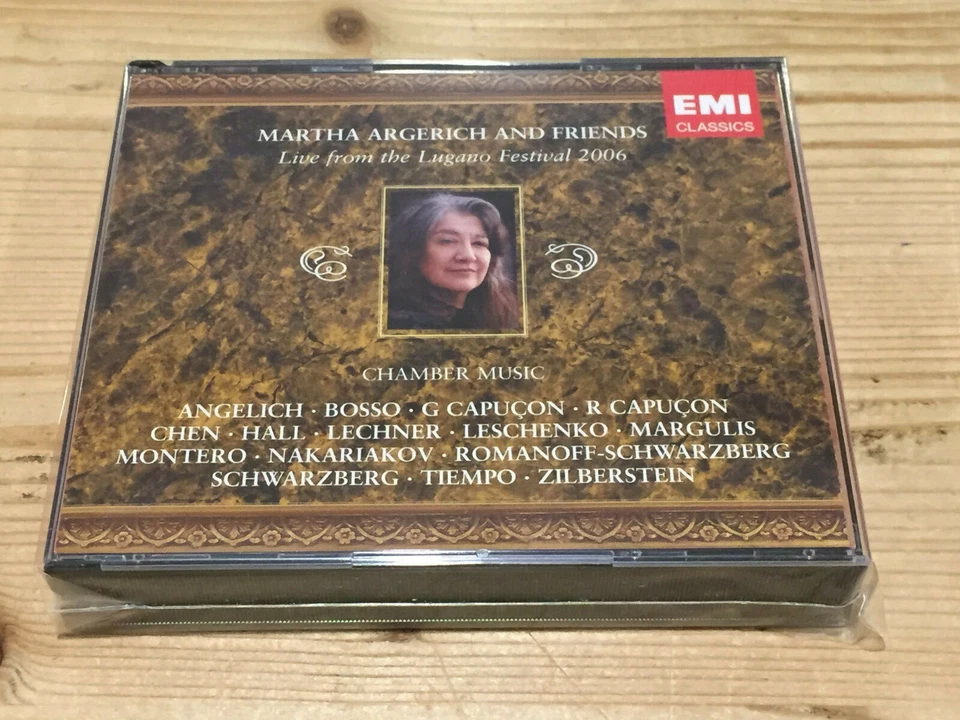 EMI
CLASSICS
MARTHA ARGERICH AND FRIENDS
Live from the Lugano Festival 2006
CHAMBER MUSIC
ANGELICH · BOSSO · G CAPUÇON · R CAPUÇON
CHEN · HALL · LECHNER · LESCHENKO · MARGULIS
MONTERO · NAKARIAKOV · ROMANOFF-SCHWARZBERG
SCHWARZBERG · TIEMPO · ZILBERSTEIN